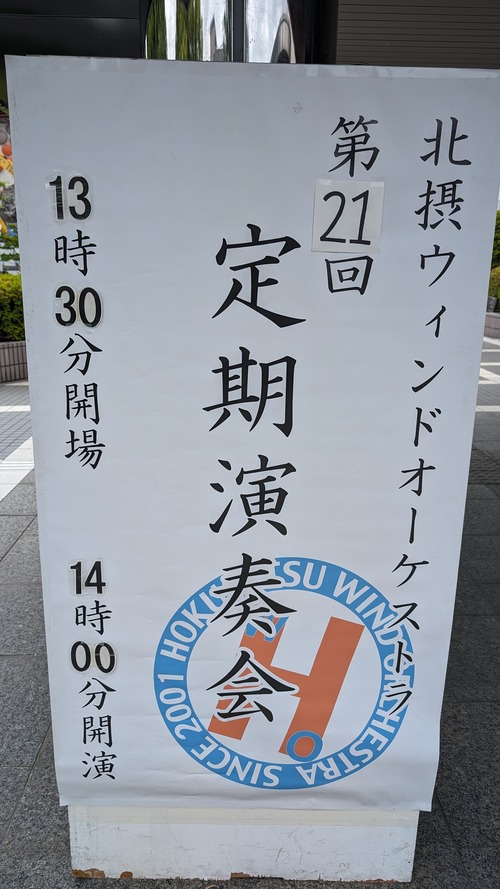 北摂ウィンドオーケストラ
第21回
定期演奏会
13時30分開場
14時00分開演
HOKUSETSU WIND ORCHESTRA SINCE 2001
H